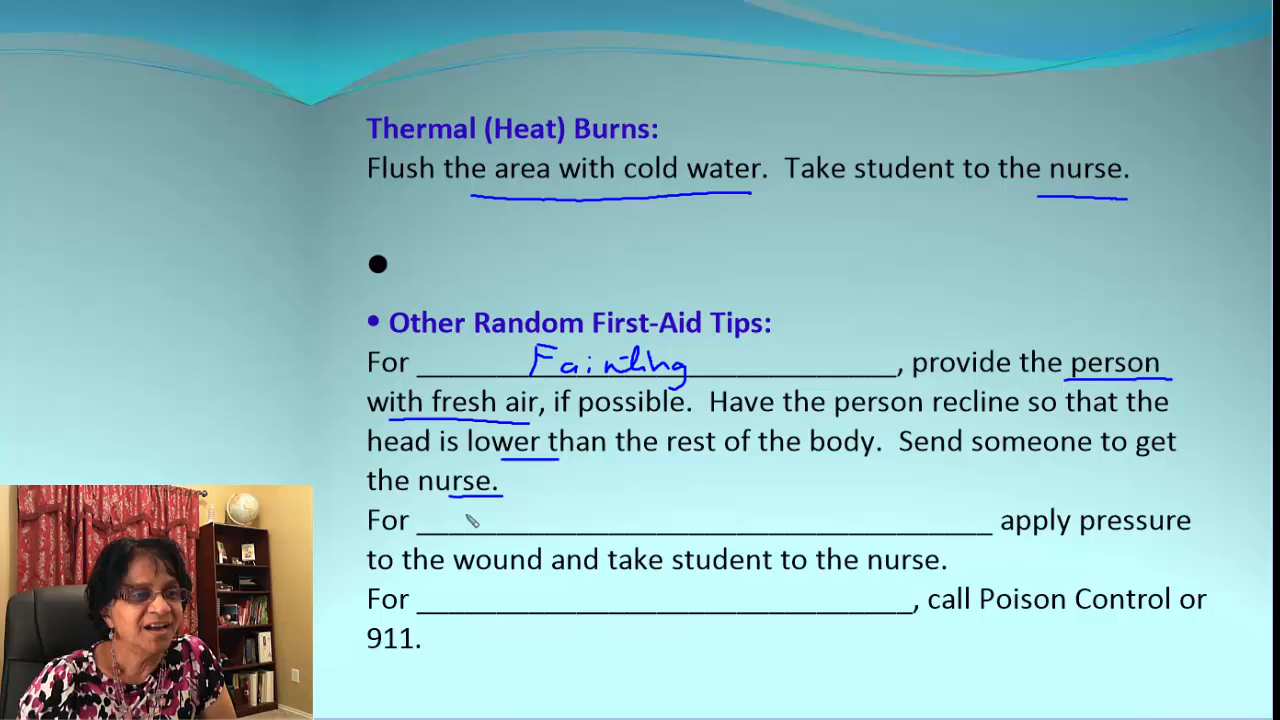 Thermal (Heat) Burns:
Flush the area with cold water. Take student to the nurse.
• Other Random First-Aid Tips:
For ______Fainting______________, provide the person
with fresh air, if possible. Have the person recline so that the
head is lower than the rest of the body. Send someone to get
the nurse.
For ____________________________________ apply pressure
to the wound and take student to the nurse.
For _______________________________, call Poison Control or
911.